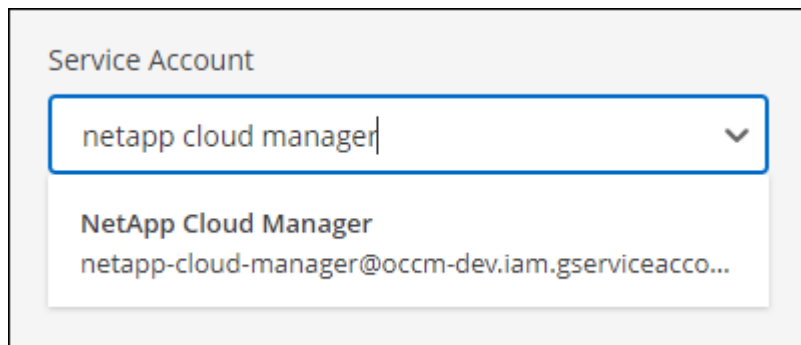 Service Account
netapp cloud manager
NetApp Cloud Manager
netapp-cloud-manager@occm-dev.iam.gserviceacco...